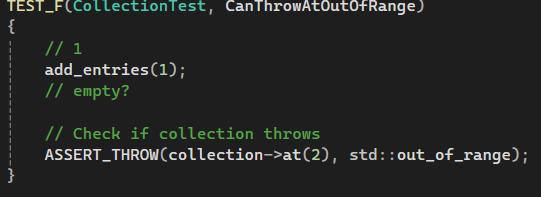 TEST_F(CollectionTest, CanThrowAtOutOfRange)
{
// 1
add_entries(1);
// empty?
// Check if collection throws
ASSERT_THROW(collection->at(2), std::out_of_range);
}